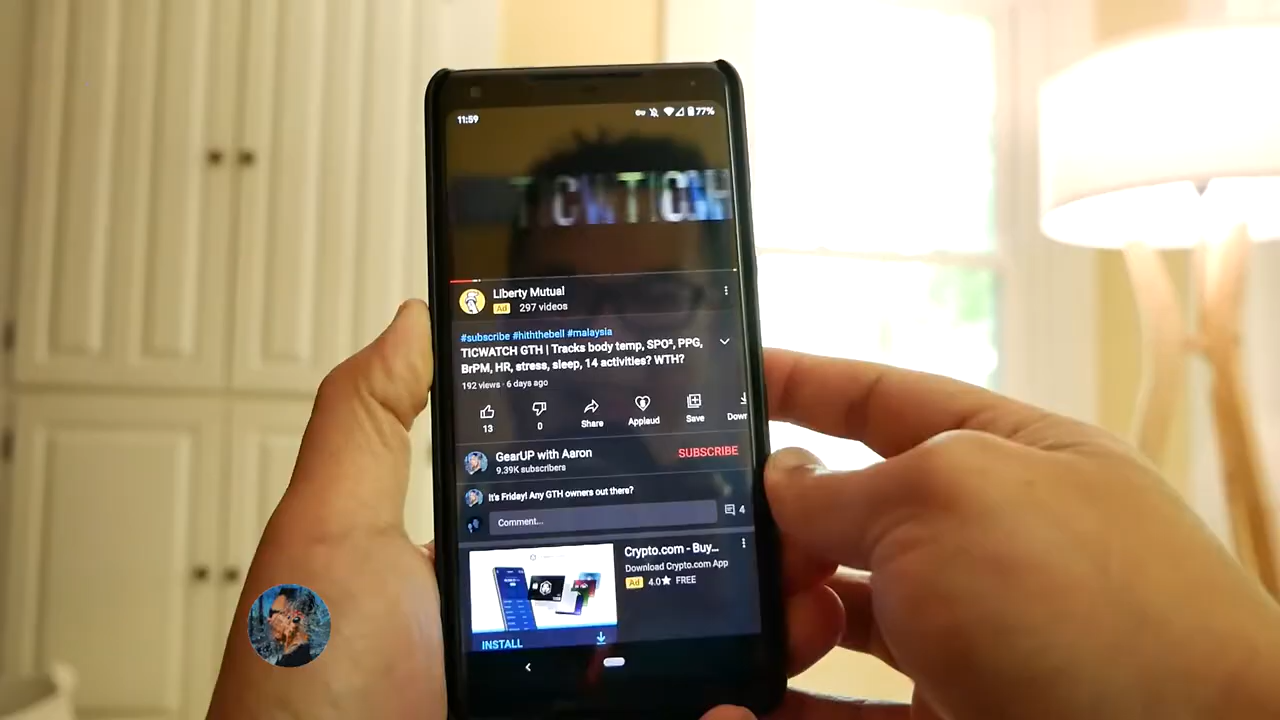 11:59
77%
TICWTICWH
Liberty Mutual
Ad 297 videos
#subscribe #hiththebell #malaysia
TICWATCH GTH | Tracks body temp, SPO², PPG,
BrPM, HR, stress, sleep, 14 activities? WTH?
192 views · 6 days ago
13
0
Share
Applaud
Save
Down
GearUP with Aaron
9.39K subscribers
SUBSCRIBE
It's Friday! Any GTH owners out there?
Comment...
4
Crypto.com - Buy...
Download Crypto.com App
Ad 4.0★ FREE
INSTALL